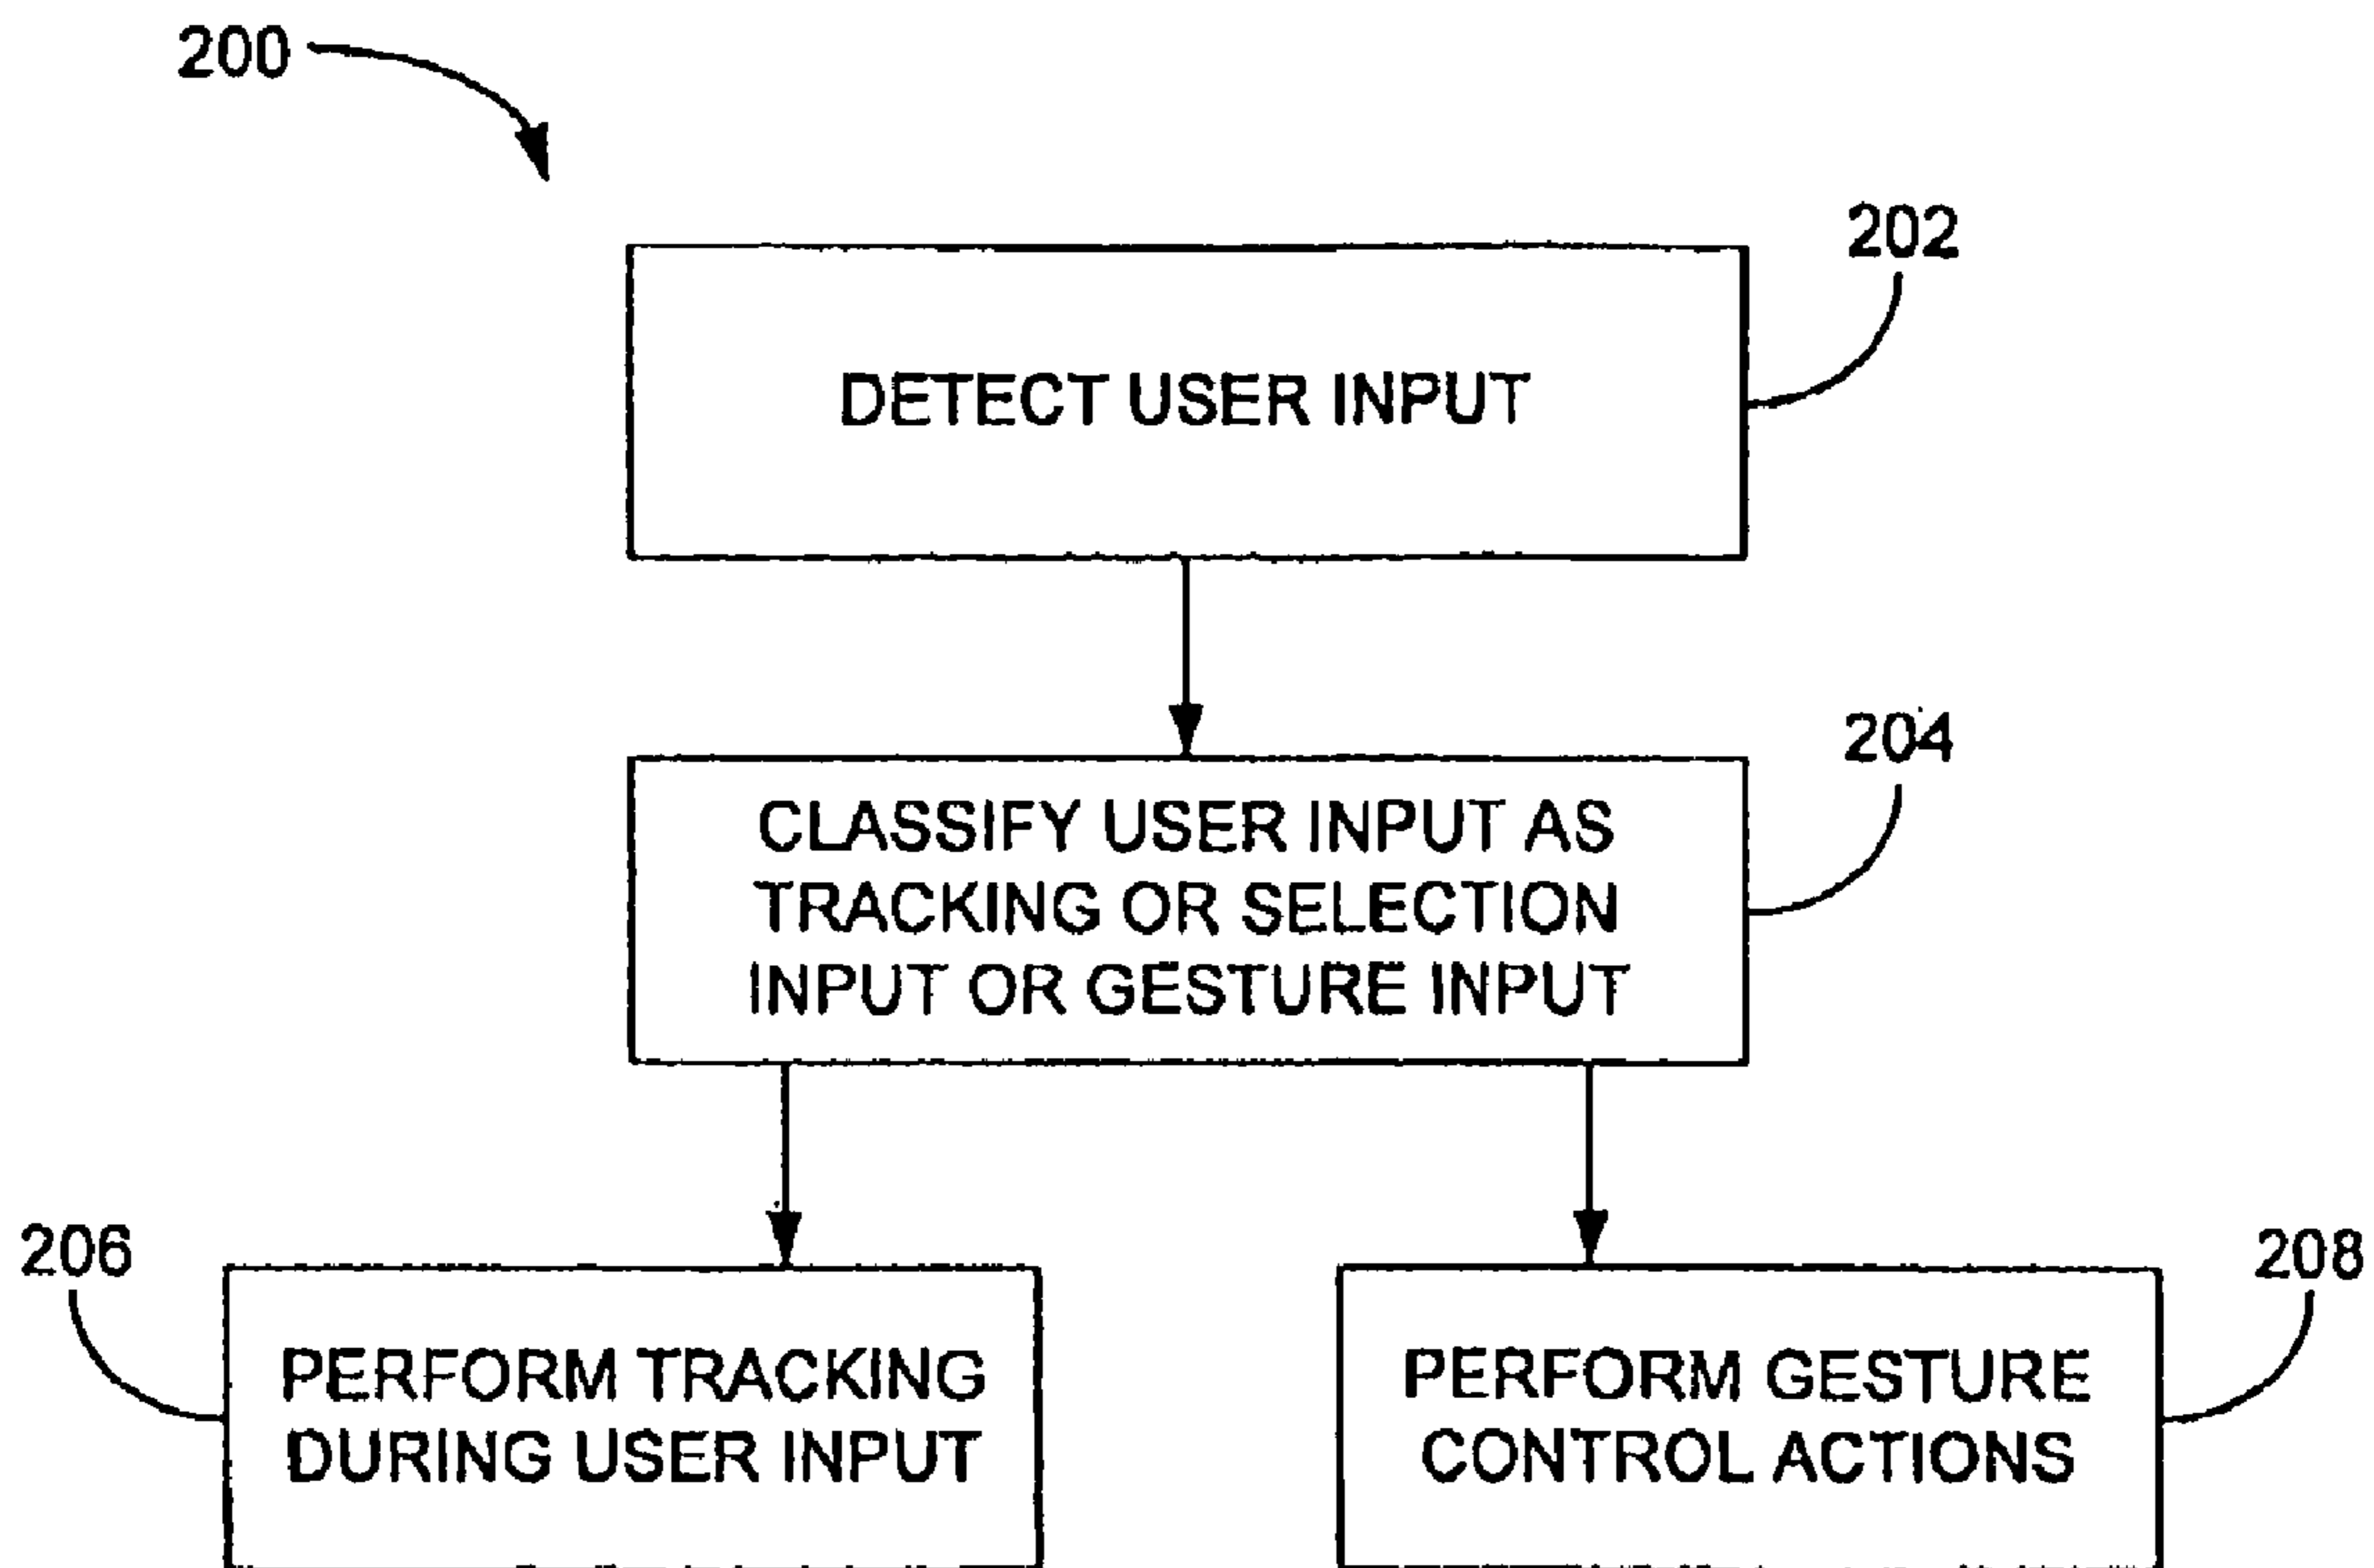 200
202
DETECT USER INPUT
204
CLASSIFY USER INPUT AS
TRACKING OR SELECTION
INPUT OR GESTURE INPUT
206
PERFORM TRACKING
DURING USER INPUT
208
PERFORM GESTURE
CONTROL ACTIONS